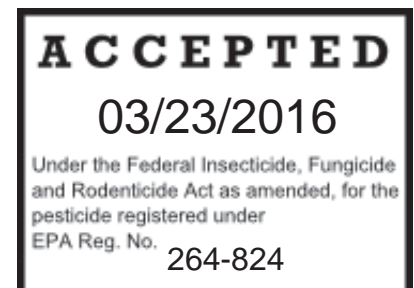 ACCEPTED
03/23/2016
Under the Federal Insecticide, Fungicide
and Rodenticide Act as amended, for the
pesticide registered under
EPA Reg. No. 264-824